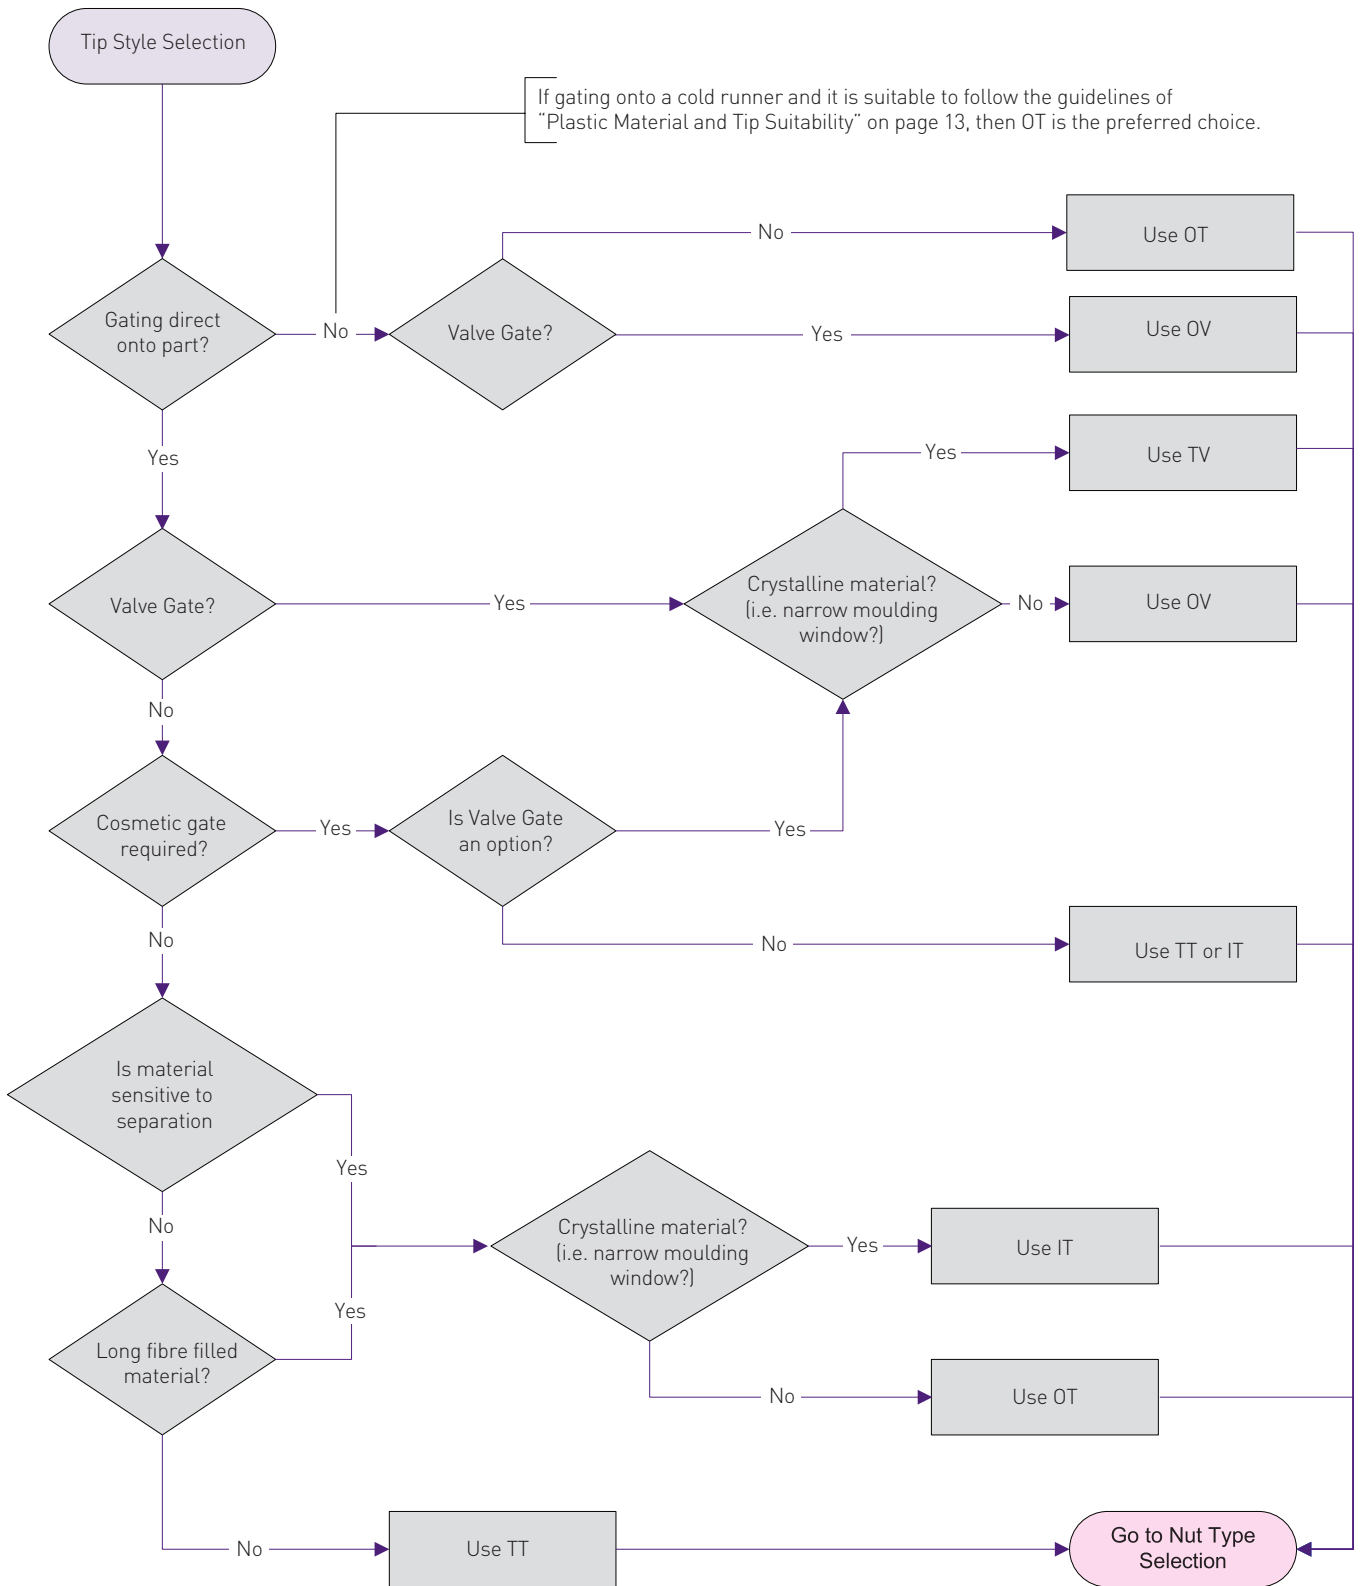 Tip Style Selection
If gating onto a cold runner and it is suitable to follow the guidelines of
“Plastic Material and Tip Suitability” on page 13, then OT is the preferred choice.
No
Use OT
Gating direct
onto part?
No
Valve Gate?
Yes
Use OV
Yes
Yes
Use TV
Valve Gate?
Yes
Crystalline material?
(i.e. narrow moulding
window?)
No
Use OV
No
Cosmetic gate
required?
Yes
Is Valve Gate
an option?
Yes
No
No
Use TT or IT
Is material
sensitive to
separation
Yes
No
Crystalline material?
(i.e. narrow moulding
window?)
Yes
Use IT
Yes
Long fibre filled
material?
No
Use OT
No
Use TT
Go to Nut Type
Selection